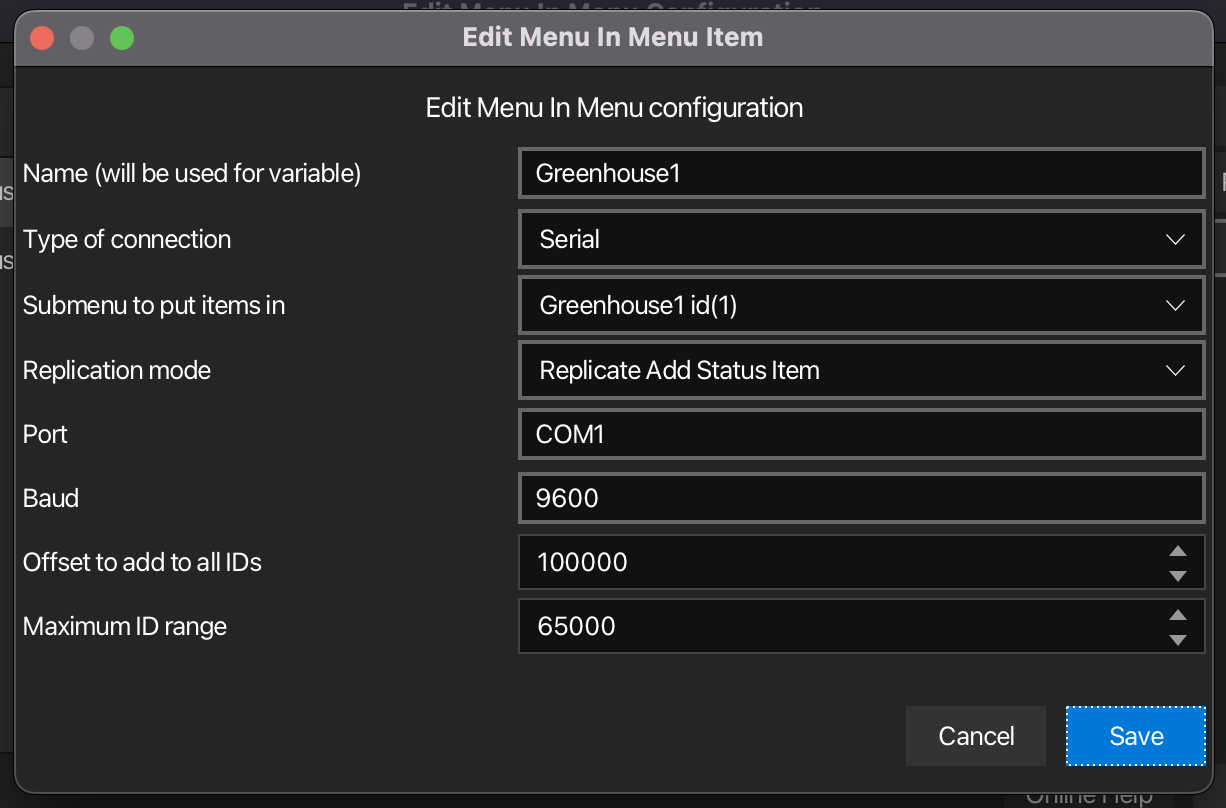 Edit Menu In Menu Item
Edit Menu In Menu configuration
Name (will be used for variable) Greenhouse1
Type of connection Serial
Submenu to put items in Greenhouse1 id(1)
Replication mode Replicate Add Status Item
Port COM1
Baud 9600
Offset to add to all IDs 100000
Maximum ID range 65000
Cancel Save
Online Help